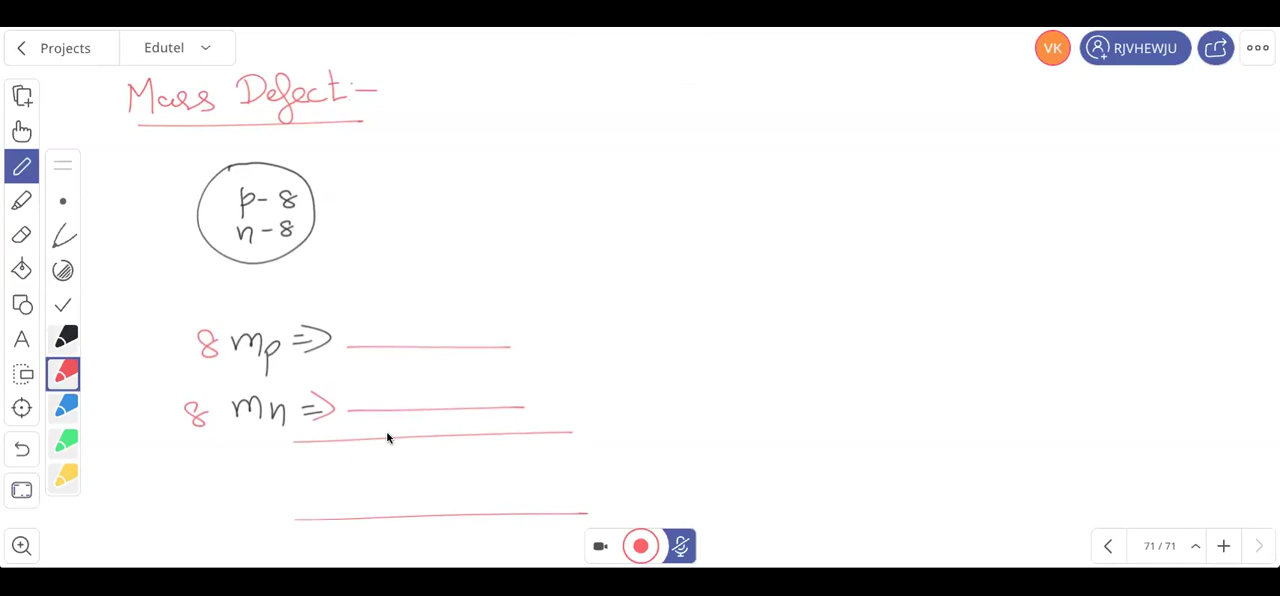 Projects
Edutel
VK
RJVHEWJU
Mass Defect:-
p - 8
n - 8
8 mp =>
8 mn =>
A
71 / 71